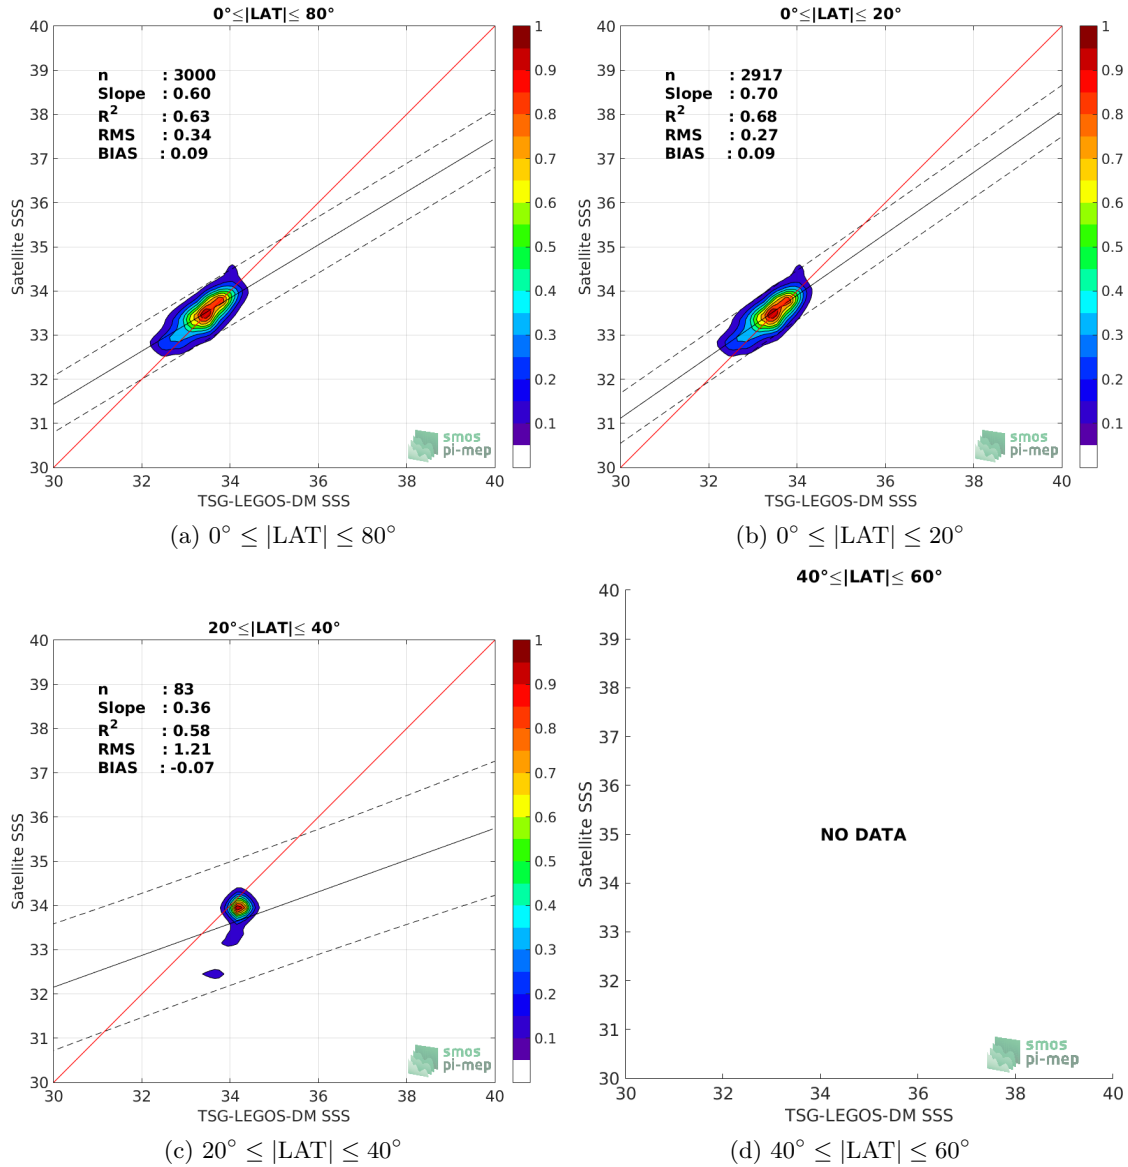 0°≤|LAT|≤ 80°
40
39
38
37
36
35
34
33
32
31
30
Satellite SSS
n : 3000
Slope : 0.60
R² : 0.63
RMS : 0.34
BIAS : 0.09
smos
pi-mep
30 32 34 36 38 40
TSG-LEGOS-DM SSS
1
0.9
0.8
0.7
0.6
0.5
0.4
0.3
0.2
0.1
(a) 0° ≤ |LAT| ≤ 80°
0°≤|LAT|≤ 20°
40
39
38
37
36
35
34
33
32
31
30
Satellite SSS
n : 2917
Slope : 0.70
R² : 0.68
RMS : 0.27
BIAS : 0.09
smos
pi-mep
30 32 34 36 38 40
TSG-LEGOS-DM SSS
1
0.9
0.8
0.7
0.6
0.5
0.4
0.3
0.2
0.1
(b) 0° ≤ |LAT| ≤ 20°
20°≤|LAT|≤ 40°
40
39
38
37
36
35
34
33
32
31
30
Satellite SSS
n : 83
Slope : 0.36
R² : 0.58
RMS : 1.21
BIAS : -0.07
smos
pi-mep
30 32 34 36 38 40
TSG-LEGOS-DM SSS
1
0.9
0.8
0.7
0.6
0.5
0.4
0.3
0.2
0.1
(c) 20° ≤ |LAT| ≤ 40°
40°≤|LAT|≤ 60°
40
39
38
37
36
35
34
33
32
31
30
Satellite SSS
NO DATA
smos
pi-mep
30 32 34 36 38 40
TSG-LEGOS-DM SSS
(d) 40° ≤ |LAT| ≤ 60°